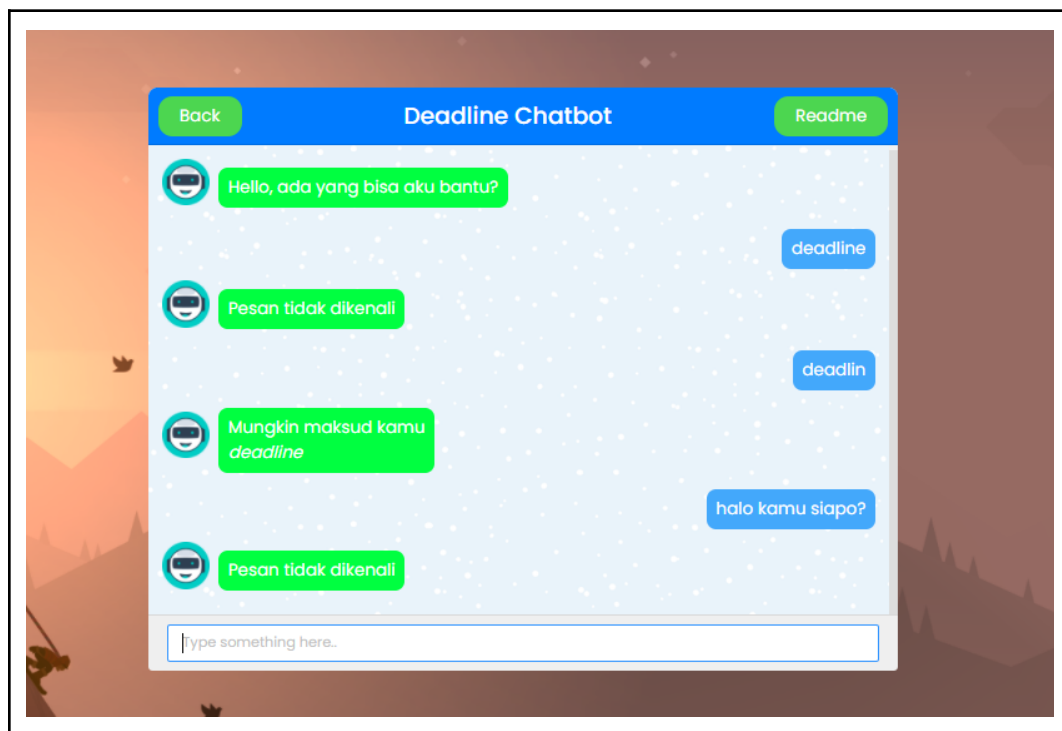 Back
Deadline Chatbot
Readme
Hello, ada yang bisa aku bantu?
deadline
Pesan tidak dikenali
deadlin
Mungkin maksud kamu
deadline
halo kamu siapo?
Pesan tidak dikenali
Type something here..